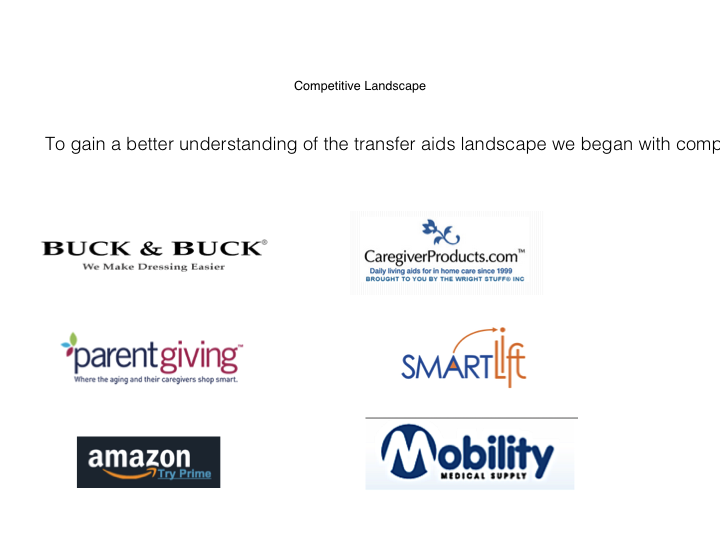 Competitive Landscape
To gain a better understanding of the transfer aids landscape we began with comp
BUCK & BUCK®
We Make Dressing Easier
CaregiverProducts.com™
Daily living aids for in home care since 1999
BROUGHT TO YOU BY THE WRIGHT STUFF® INC
parentgiving™
Where the aging and their caregivers shop smart.
SMARTLift
amazon
Try Prime
Mobility
MEDICAL SUPPLY